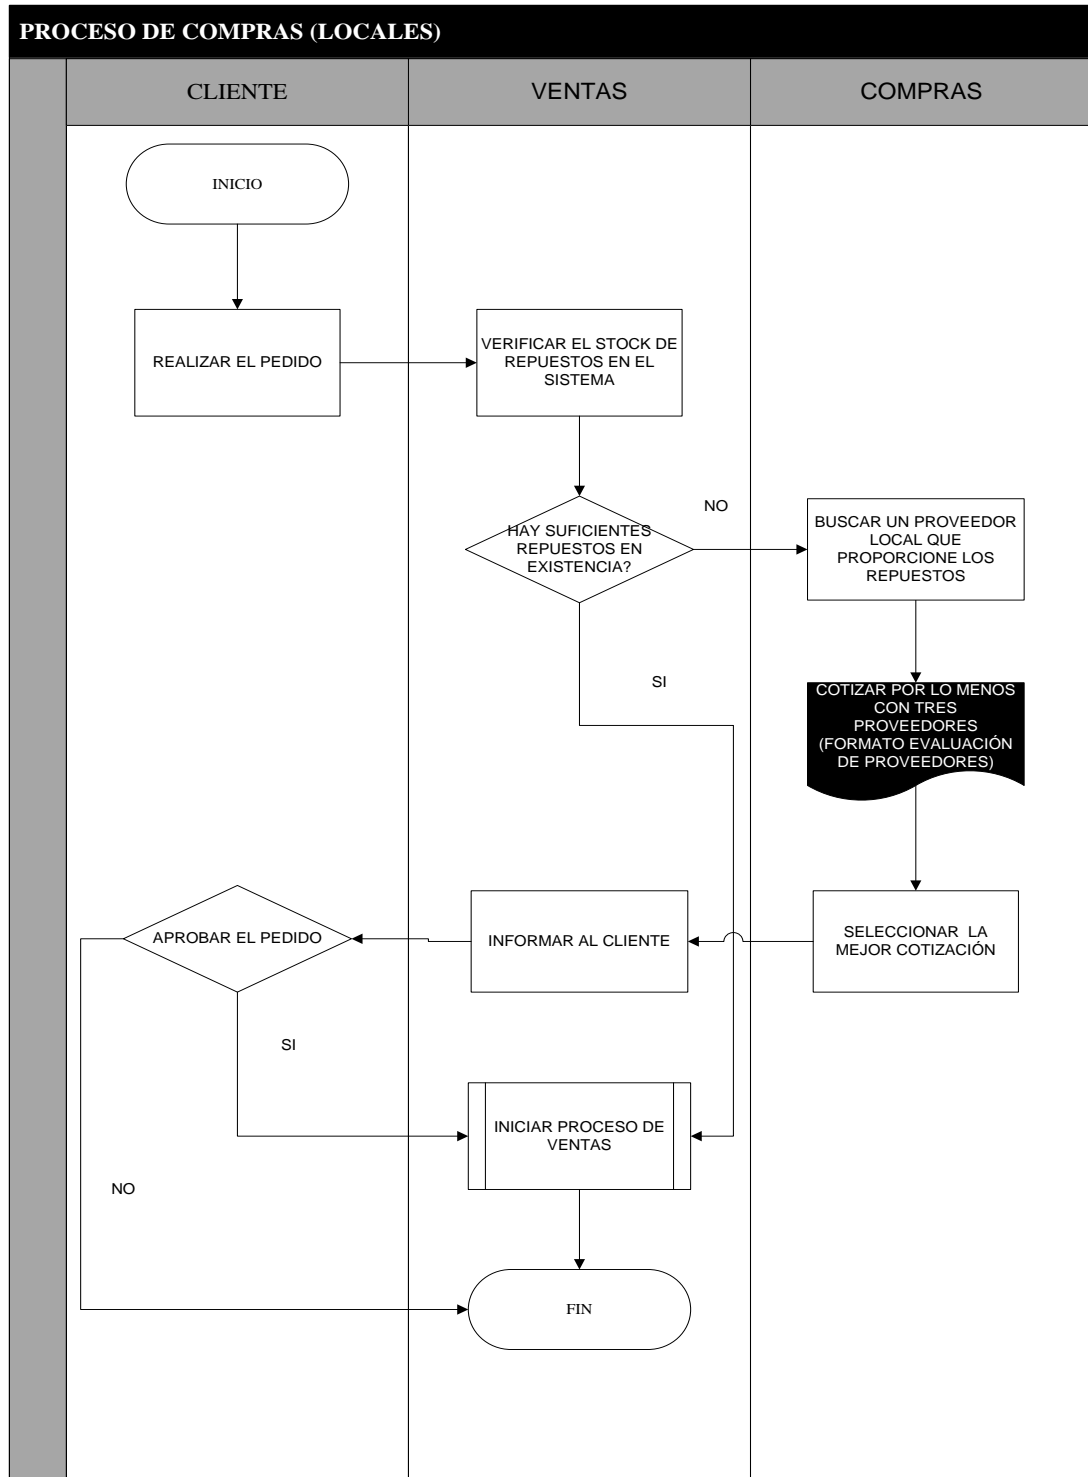 PROCESO DE COMPRAS (LOCALES)
CLIENTE
VENTAS
COMPRAS
INICIO
REALIZAR EL PEDIDO
VERIFICAR EL STOCK DE
REPUESTOS EN EL
SISTEMA
HAY SUFICIENTES
REPUESTOS EN
EXISTENCIA?
NO
BUSCAR UN PROVEEDOR
LOCAL QUE
PROPORCIONE LOS
REPUESTOS
SI
COTIZAR POR LO MENOS
CON TRES
PROVEEDORES
(FORMATO EVALUACIÓN
DE PROVEEDORES)
APROBAR EL PEDIDO
INFORMAR AL CLIENTE
SELECCIONAR LA
MEJOR COTIZACIÓN
SI
INICIAR PROCESO DE
VENTAS
NO
FIN